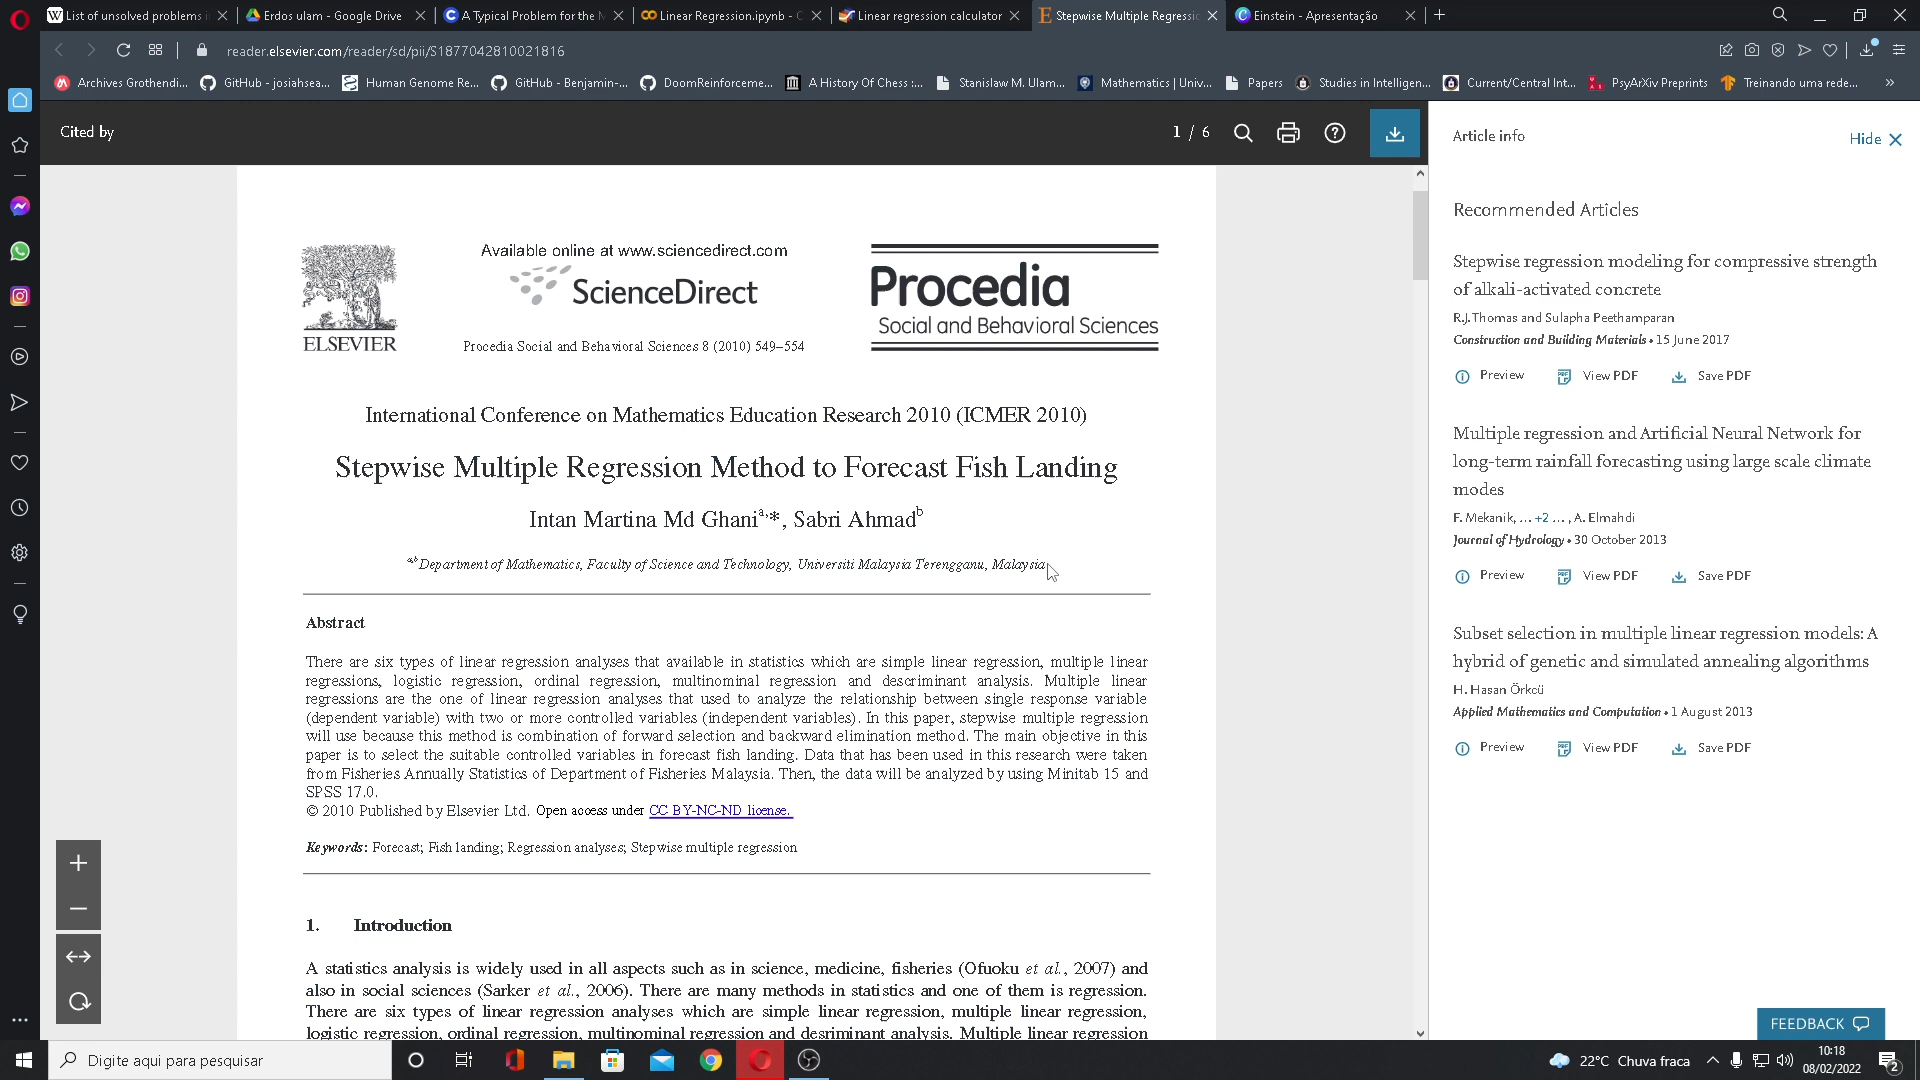 List of unsolved problems i
Erdos ulam - Google Drive
A Typical Problem for the M
Linear Regression.ipynb - C
Linear regression calculator
Stepwise Multiple Regressio
Einstein - Apresentação
reader.elsevier.com/reader/sd/pii/S1877042810021816
Archives Grothendi...
GitHub - josiahsea...
Human Genome Re...
GitHub - Benjamin-...
DoomReinforceme...
A History Of Chess :...
Stanislaw M. Ulam...
Mathematics | Univ...
Papers
Studies in Intelligen...
Current/Central Int...
PsyArXiv Preprints
Treinando uma rede...
»
Cited by
1 / 6
Available online at www.sciencedirect.com
ScienceDirect
ELSEVIER
Procedia Social and Behavioral Sciences 8 (2010) 549–554
Procedia
Social and Behavioral Sciences
International Conference on Mathematics Education Research 2010 (ICMER 2010)
Stepwise Multiple Regression Method to Forecast Fish Landing
Intan Martina Md Ghani a,*, Sabri Ahmad b
a,b Department of Mathematics, Faculty of Science and Technology, Universiti Malaysia Terengganu, Malaysia
Abstract
There are six types of linear regression analyses that available in statistics which are simple linear regression, multiple linear
regressions, logistic regression, ordinal regression, multinominal regression and descriminant analysis. Multiple linear
regressions are the one of linear regression analyses that used to analyze the relationship between single response variable
(dependent variable) with two or more controlled variables (independent variables). In this paper, stepwise multiple regression
will use because this method is combination of forward selection and backward elimination method. The main objective in this
paper is to select the suitable controlled variables in forecast fish landing. Data that has been used in this research were taken
from Fisheries Annually Statistics of Department of Fisheries Malaysia. Then, the data will be analyzed by using Minitab 15 and
SPSS 17.0.
© 2010 Published by Elsevier Ltd. Open access under CC BY-NC-ND license.
Keywords: Forecast; Fish landing; Regression analyses; Stepwise multiple regression
1. Introduction
A statistics analysis is widely used in all aspects such as in science, medicine, fisheries (Ofuoku et al., 2007) and
also in social sciences (Sarker et al., 2006). There are many methods in statistics and one of them is regression.
There are six types of linear regression analyses which are simple linear regression, multiple linear regression,
logistic regression, ordinal regression, multinominal regression and desriminant analysis. Multiple linear regression
Article info
Hide
Recommended Articles
Stepwise regression modeling for compressive strength
of alkali-activated concrete
R.J.Thomas and Sulapha Peethamparan
Construction and Building Materials • 15 June 2017
Preview View PDF Save PDF
Multiple regression and Artificial Neural Network for
long-term rainfall forecasting using large scale climate
modes
F. Mekanik, ... +2 ... , A. Elmahdi
Journal of Hydrology • 30 October 2013
Preview View PDF Save PDF
Subset selection in multiple linear regression models: A
hybrid of genetic and simulated annealing algorithms
H. Hasan Örkcü
Applied Mathematics and Computation • 1 August 2013
Preview View PDF Save PDF
FEEDBACK
Digite aqui para pesquisar
22°C Chuva fraca
10:18
08/02/2022
2